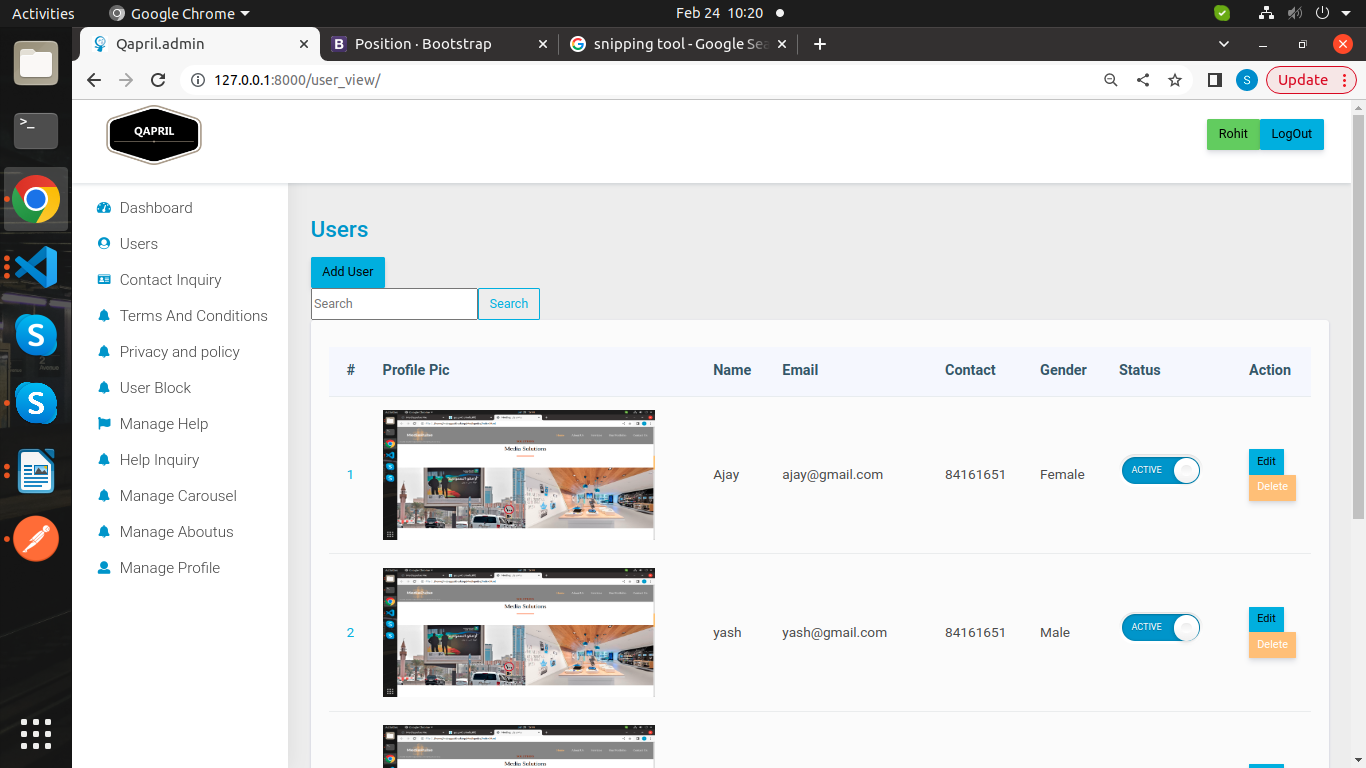 Activities
Google Chrome
Feb 24 10:20
Qapril.admin
Position · Bootstrap
snipping tool - Google Sea
127.0.0.1:8000/user_view/
S
Update
QAPRIL
Rohit
LogOut
Dashboard
Users
Contact Inquiry
Terms And Conditions
Privacy and policy
User Block
Manage Help
Help Inquiry
Manage Carousel
Manage Aboutus
Manage Profile
Users
Add User
Search
Search
# Profile Pic Name Email Contact Gender Status Action
Media Solutions
1 Ajay ajay@gmail.com 84161651 Female ACTIVE Edit
Delete
Media Solutions
2 yash yash@gmail.com 84161651 Male ACTIVE Edit
Delete
Media Solutions